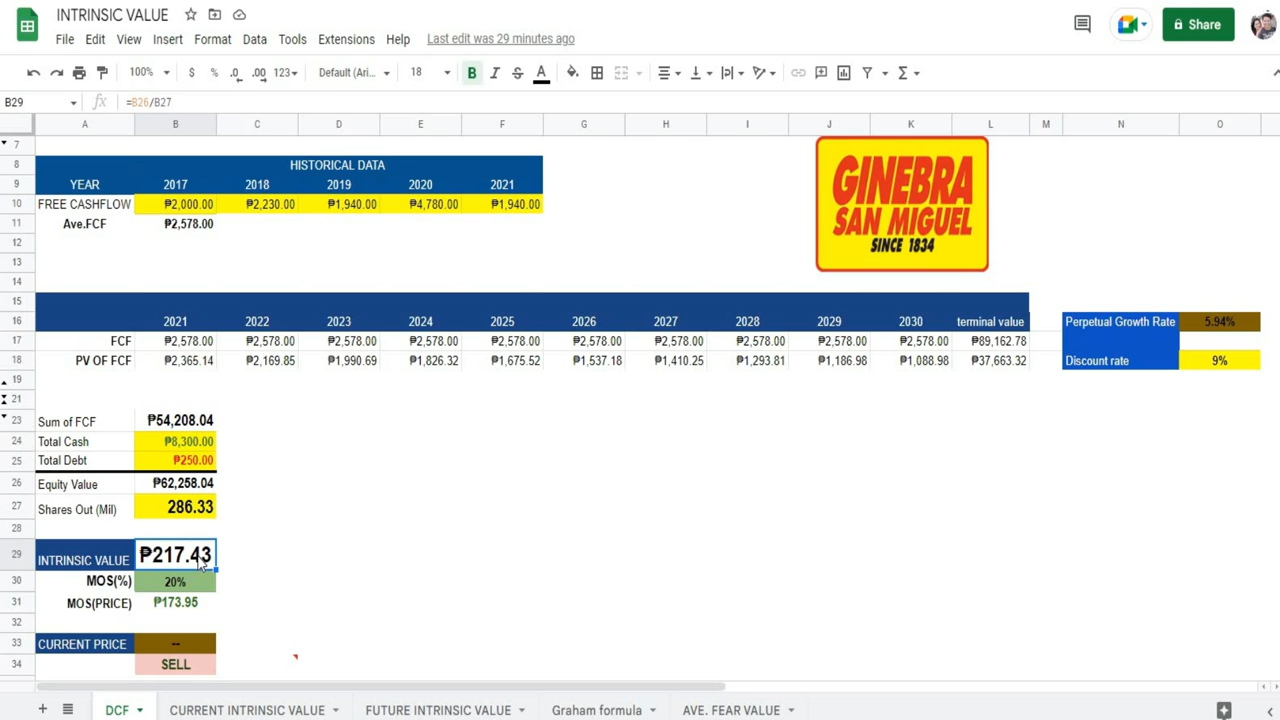 INTRINSIC VALUE
File Edit View Insert Format Data Tools Extensions Help Last edit was 29 minutes ago
Share
100% $ % .0 .00 123 Default (Ari... 18 B I S A
B29 fx =B26/B27
A B C D E F G H I J K L M N O
7
8 HISTORICAL DATA
9 YEAR 2017 2018 2019 2020 2021
10 FREE CASHFLOW ₱2,000.00 ₱2,230.00 ₱1,940.00 ₱4,780.00 ₱1,940.00
11 Ave.FCF ₱2,578.00
GINEBRA
SAN MIGUEL
SINCE 1834
12
13
14
15
16 2021 2022 2023 2024 2025 2026 2027 2028 2029 2030 terminal value Perpetual Growth Rate 5.94%
17 FCF ₱2,578.00 ₱2,578.00 ₱2,578.00 ₱2,578.00 ₱2,578.00 ₱2,578.00 ₱2,578.00 ₱2,578.00 ₱2,578.00 ₱2,578.00 ₱89,162.78
18 PV OF FCF ₱2,365.14 ₱2,169.85 ₱1,990.69 ₱1,826.32 ₱1,675.52 ₱1,537.18 ₱1,410.25 ₱1,293.81 ₱1,186.98 ₱1,088.98 ₱37,663.32 Discount rate 9%
19
21
23 Sum of FCF ₱54,208.04
24 Total Cash ₱8,300.00
25 Total Debt ₱250.00
26 Equity Value ₱62,258.04
27 Shares Out (Mil) 286.33
28
29 INTRINSIC VALUE ₱217.43
30 MOS(%) 20%
31 MOS(PRICE) ₱173.95
32
33 CURRENT PRICE --
34 SELL
DCF CURRENT INTRINSIC VALUE FUTURE INTRINSIC VALUE Graham formula AVE. FEAR VALUE